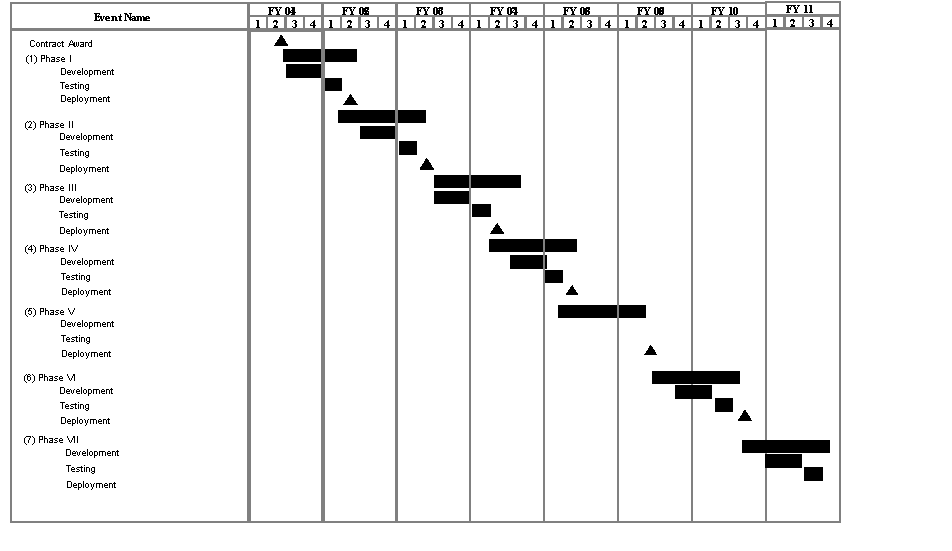 Event Name
FY 04 FY 05 FY 06 FY 07 FY 08 FY 09 FY 10 FY 11
1 2 3 4 1 2 3 4 1 2 3 4 1 2 3 4 1 2 3 4 1 2 3 4 1 2 3 4 1 2 3 4
Contract Award
(1) Phase I
Development
Testing
Deployment
(2) Phase II
Development
Testing
Deployment
(3) Phase III
Development
Testing
Deployment
(4) Phase IV
Development
Testing
Deployment
(5) Phase V
Development
Testing
Deployment
(6) Phase VI
Development
Testing
Deployment
(7) Phase VII
Development
Testing
Deployment